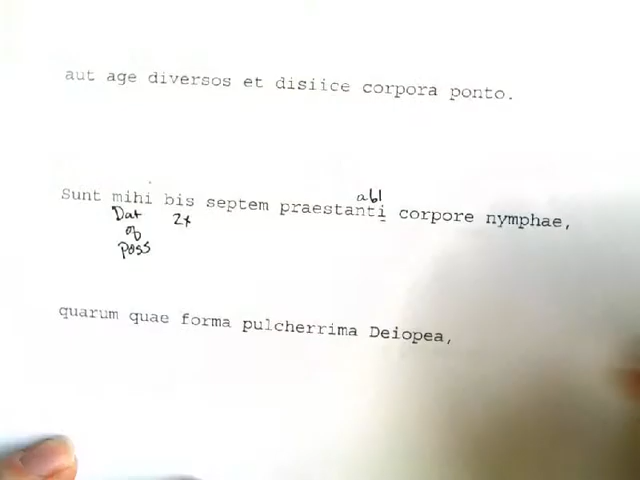 aut age diversos et disiice corpora ponto.
abl
Sunt mihi bis septem praestanti corpore nymphae,
Dat 2x
of
poss
quarum quae forma pulcherrima Deiopea,